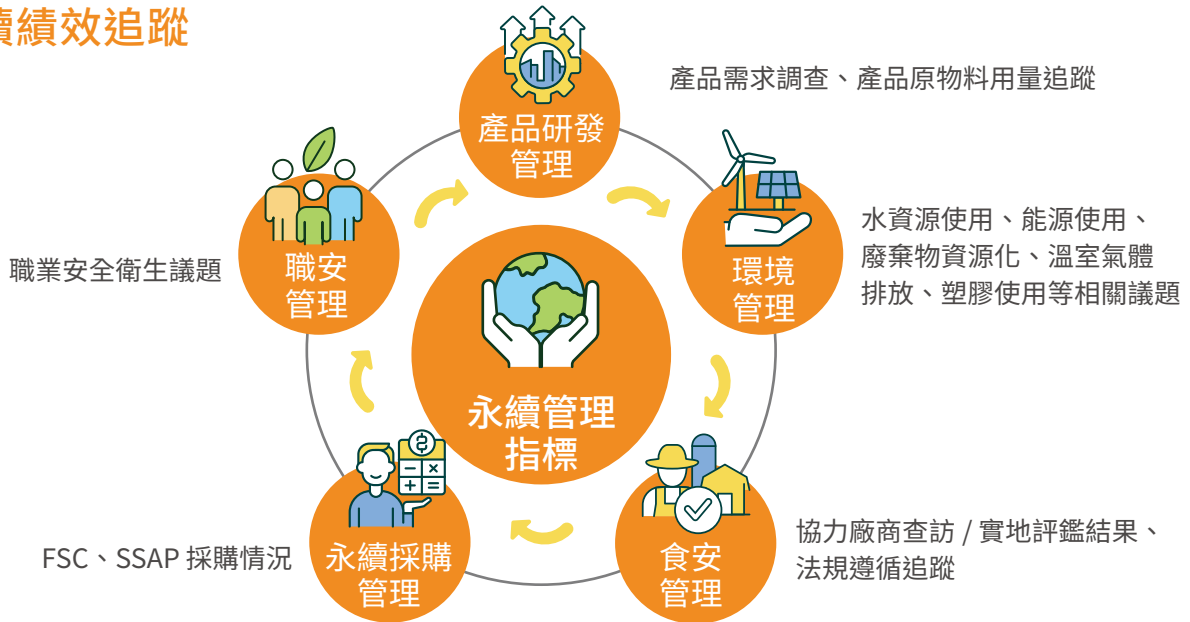 續績效追蹤
產品研發
管理
產品需求調查、產品原物料用量追蹤
環境
管理
水資源使用、能源使用、
廢棄物資源化、溫室氣體
排放、塑膠使用等相關議題
職安
管理
職業安全衛生議題
永續管理
指標
永續採購
管理
FSC、SSAP 採購情況
食安
管理
協力廠商查訪 / 實地評鑑結果、
法規遵循追蹤